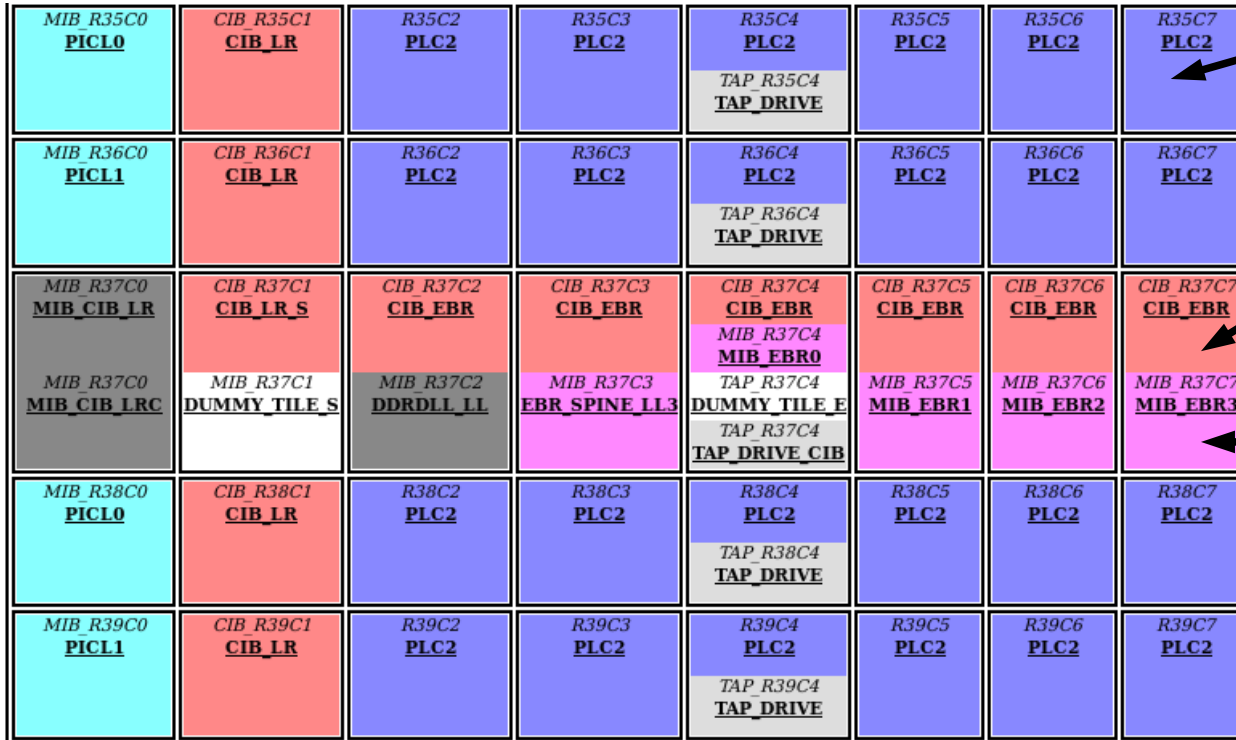 MIB_R35C0 CIB_R35C1 R35C2 R35C3 R35C4 R35C5 R35C6 R35C7
PICL0 CIB_LR PLC2 PLC2 PLC2 PLC2 PLC2 PLC2
TAP_R35C4
TAP_DRIVE
MIB_R36C0 CIB_R36C1 R36C2 R36C3 R36C4 R36C5 R36C6 R36C7
PICL1 CIB_LR PLC2 PLC2 PLC2 PLC2 PLC2 PLC2
TAP_R36C4
TAP_DRIVE
MIB_R37C0 CIB_R37C1 CIB_R37C2 CIB_R37C3 CIB_R37C4 CIB_R37C5 CIB_R37C6 CIB_R37C7
MIB_CIB_LR CIB_LR_S CIB_EBR CIB_EBR CIB_EBR CIB_EBR CIB_EBR CIB_EBR
MIB_R37C4
MIB_EBR0
MIB_R37C0 MIB_R37C1 MIB_R37C2 MIB_R37C3 TAP_R37C4 MIB_R37C5 MIB_R37C6 MIB_R37C7
MIB_CIB_LRC DUMMY_TILE_S DDRDLL_LL EBR_SPINE_LL3 DUMMY_TILE_E MIB_EBR1 MIB_EBR2 MIB_EBR3
TAP_R37C4
TAP_DRIVE_CIB
MIB_R38C0 CIB_R38C1 R38C2 R38C3 R38C4 R38C5 R38C6 R38C7
PICL0 CIB_LR PLC2 PLC2 PLC2 PLC2 PLC2 PLC2
TAP_R38C4
TAP_DRIVE
MIB_R39C0 CIB_R39C1 R39C2 R39C3 R39C4 R39C5 R39C6 R39C7
PICL1 CIB_LR PLC2 PLC2 PLC2 PLC2 PLC2 PLC2
TAP_R39C4
TAP_DRIVE